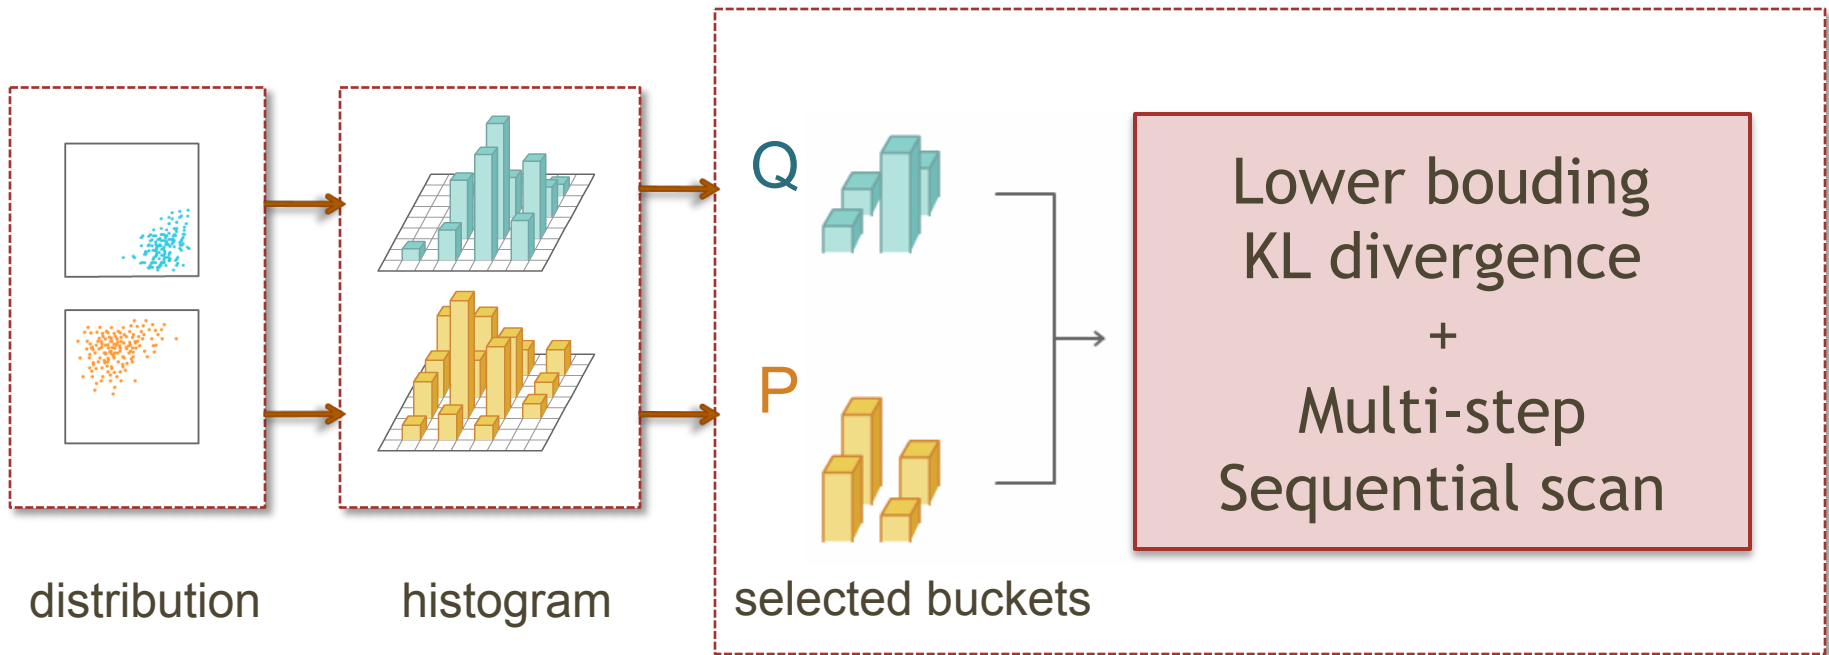 distribution
histogram
Q
P
selected buckets
Lower bouding
KL divergence
+
Multi-step
Sequential scan